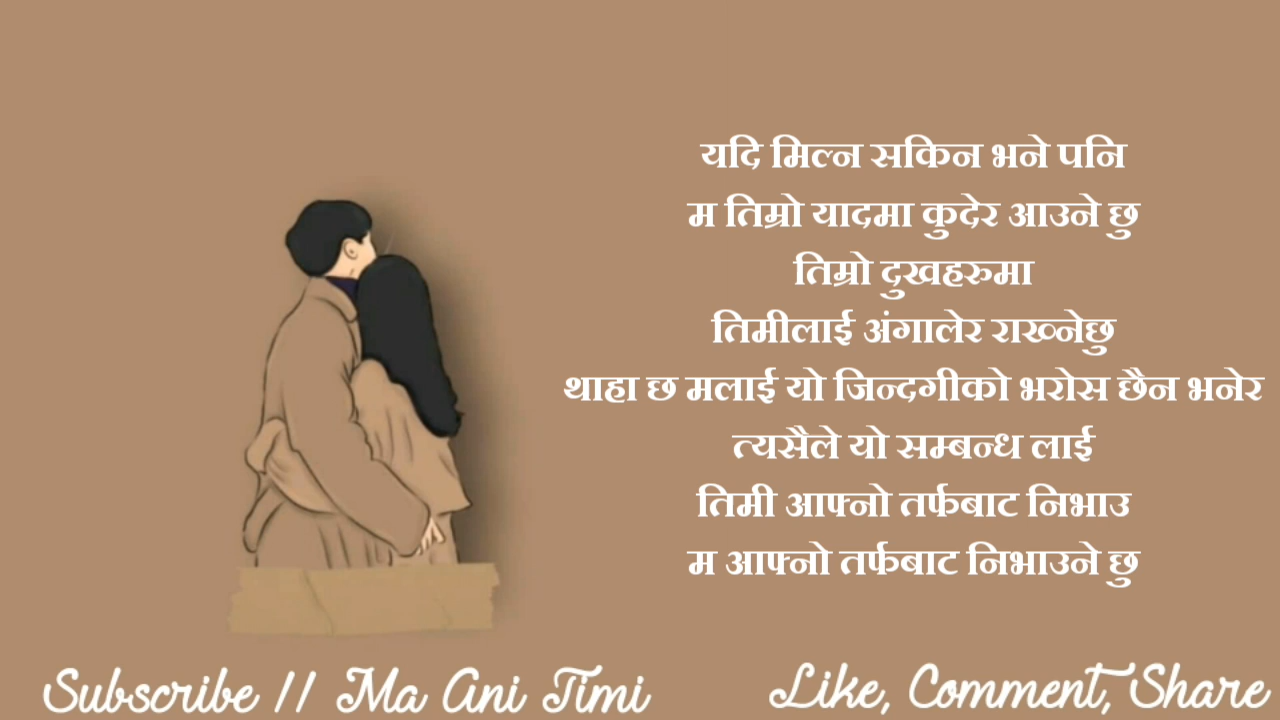 यदि मिल्न सकिन भने पनि
म तिम्रो यादमा कुदेर आउने छु
तिम्रो दुखहरुमा
तिमीलाई अंगालेर राख्नेछु
थाहा छ मलाई यो जिन्दगीको भरोस छैन भनेर
त्यसैले यो सम्बन्ध लाई
तिमी आफ्नो तर्फबाट निभाउ
म आफ्नो तर्फबाट निभाउने छु
Subscribe // Ma Ani Timi
Like, Comment, Share